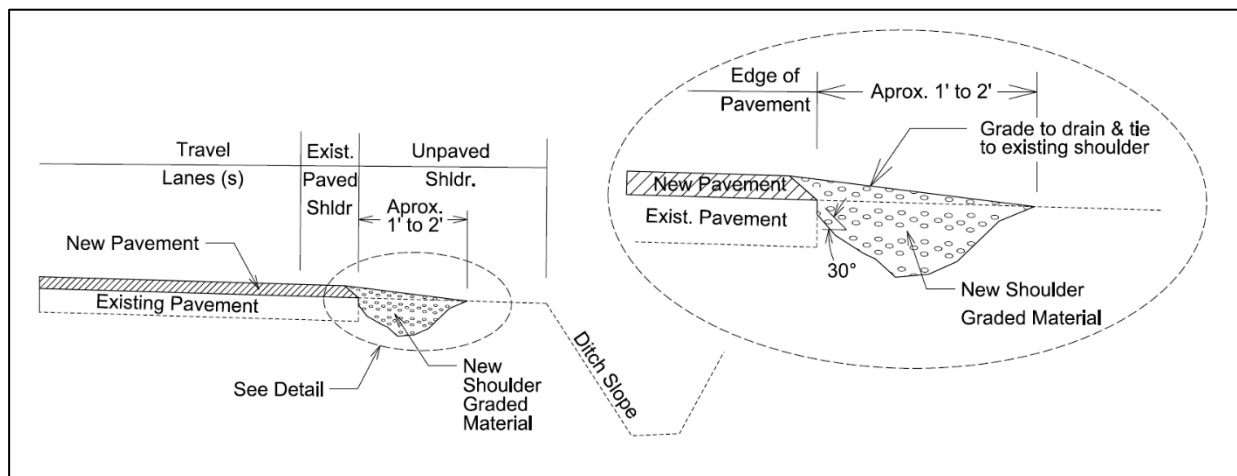 Travel
Lanes (s)
Exist.
Paved
Shldr
Unpaved
Shldr.
Aprox.
1' to 2'
New Pavement
Existing Pavement
See Detail
New
Shoulder
Graded
Material
Ditch Slope
Edge of
Pavement
Aprox. 1' to 2'
Grade to drain & tie
to existing shoulder
New Pavement
Exist. Pavement
30°
New Shoulder
Graded Material